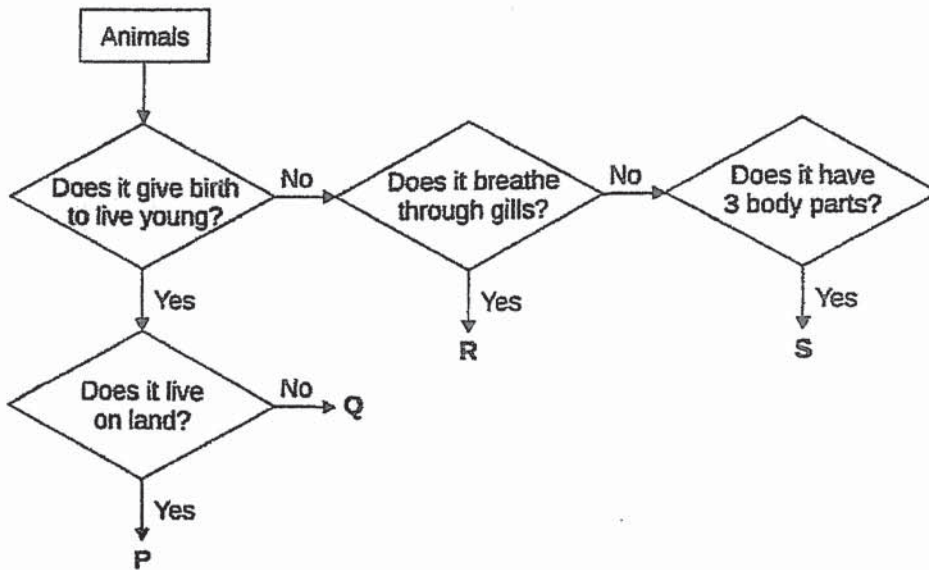 Animals
Does it give birth
to live young?
No
Does it breathe
through gills?
No
Does it have
3 body parts?
Yes
Yes
R
Yes
S
Does it live
on land?
No
Q
Yes
P